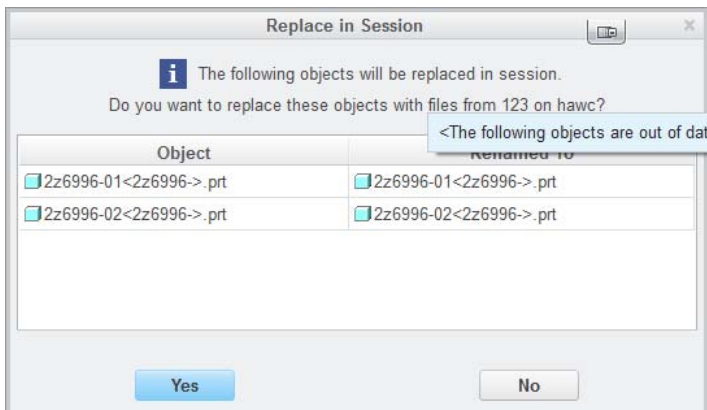 Replace in Session
The following objects will be replaced in session.
Do you want to replace these objects with files from 123 on hawc?
<The following objects are out of dat
Object Renamed To
2z6996-01<2z6996->.prt 2z6996-01<2z6996->.prt
2z6996-02<2z6996->.prt 2z6996-02<2z6996->.prt
Yes No